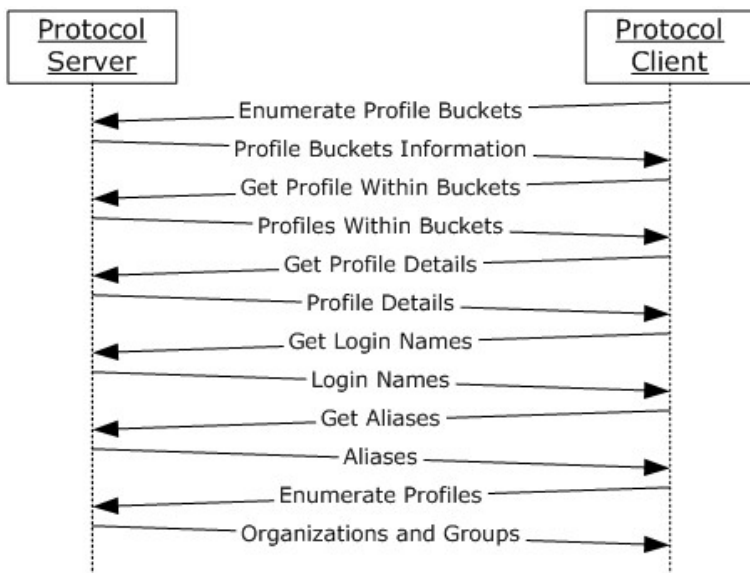 Protocol
Server
Protocol
Client
Enumerate Profile Buckets
Profile Buckets Information
Get Profile Within Buckets
Profiles Within Buckets
Get Profile Details
Profile Details
Get Login Names
Login Names
Get Aliases
Aliases
Enumerate Profiles
Organizations and Groups